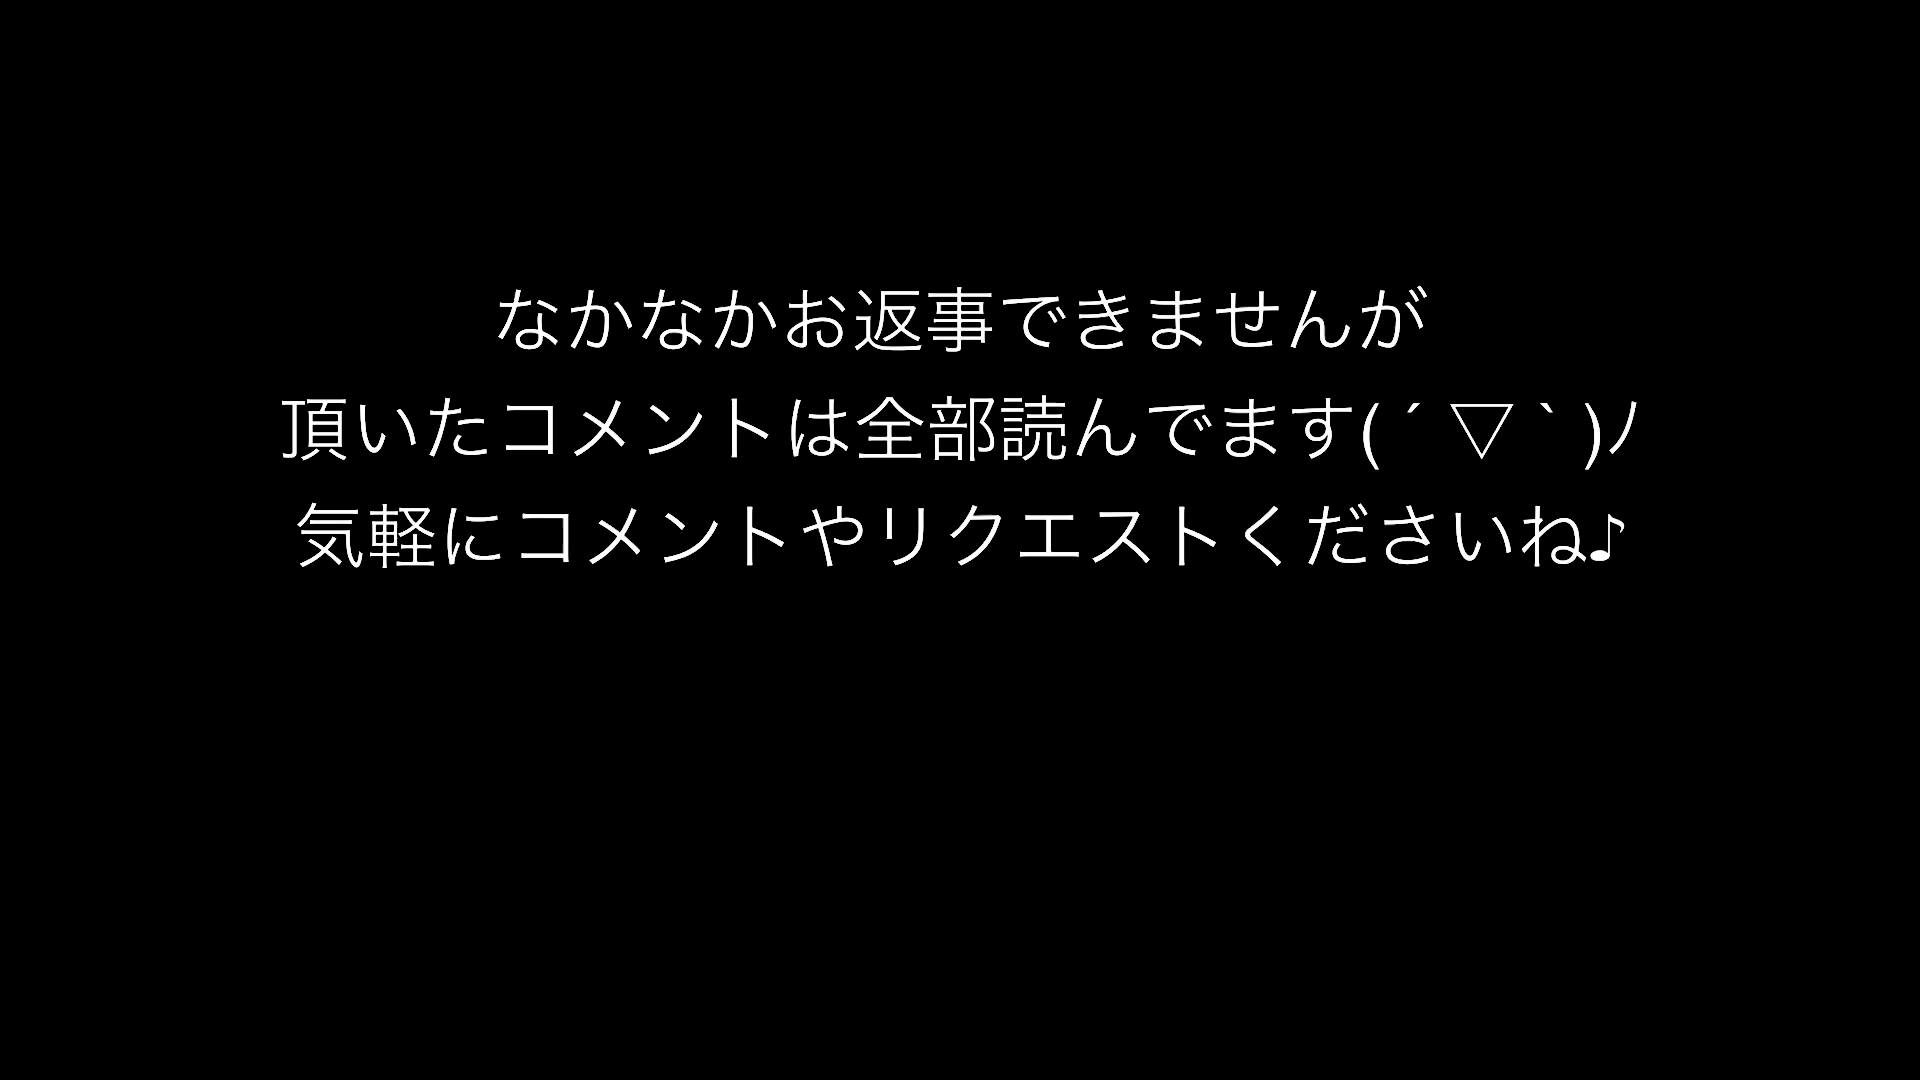 なかなかお返事できませんが
頂いたコメントは全部読んでます( ´ ▽ ` )ﾉ
気軽にコメントやリクエストくださいね♪